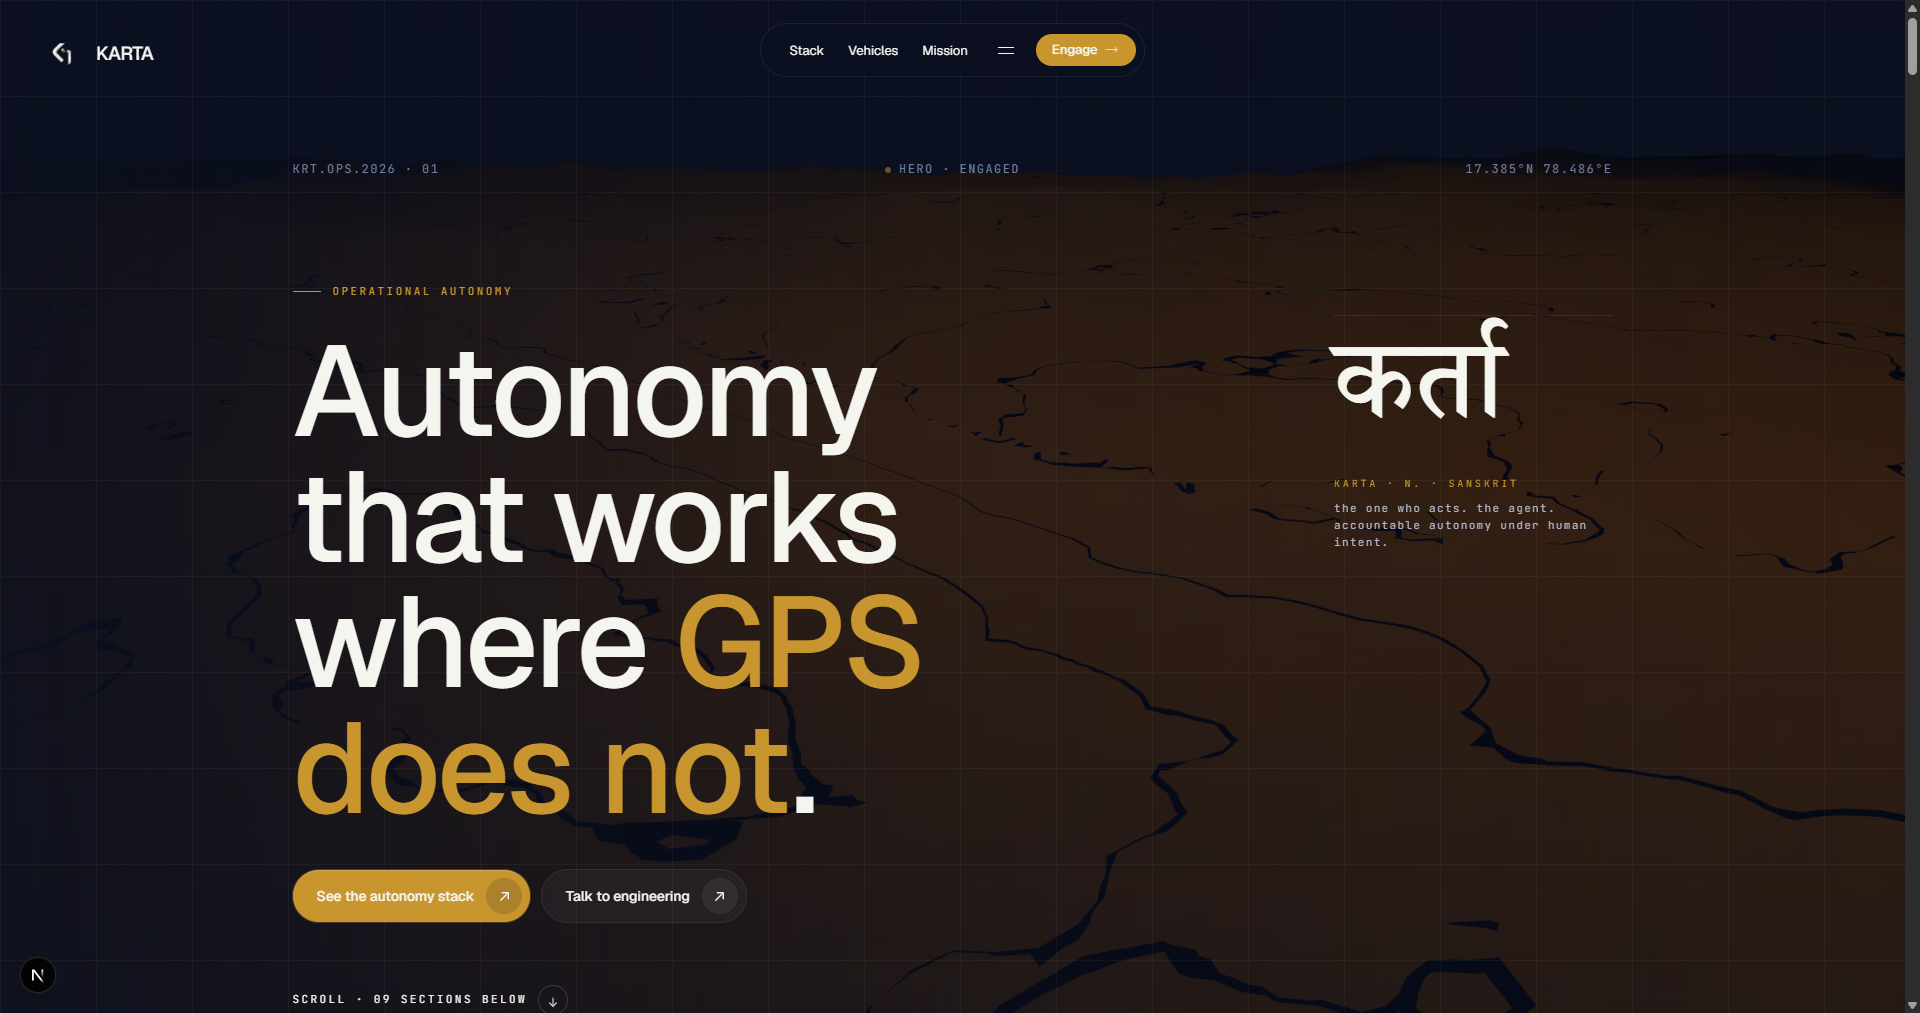 KARTA
Stack Vehicles Mission Engage →
KRT.OPS.2026 · 01
HERO · ENGAGED
17.385°N 78.486°E
OPERATIONAL AUTONOMY
Autonomy
that works
where GPS
does not.
कर्ता
KARTA · N. · SANSKRIT
the one who acts. the agent.
accountable autonomy under human
intent.
See the autonomy stack
Talk to engineering
N
SCROLL · 09 SECTIONS BELOW